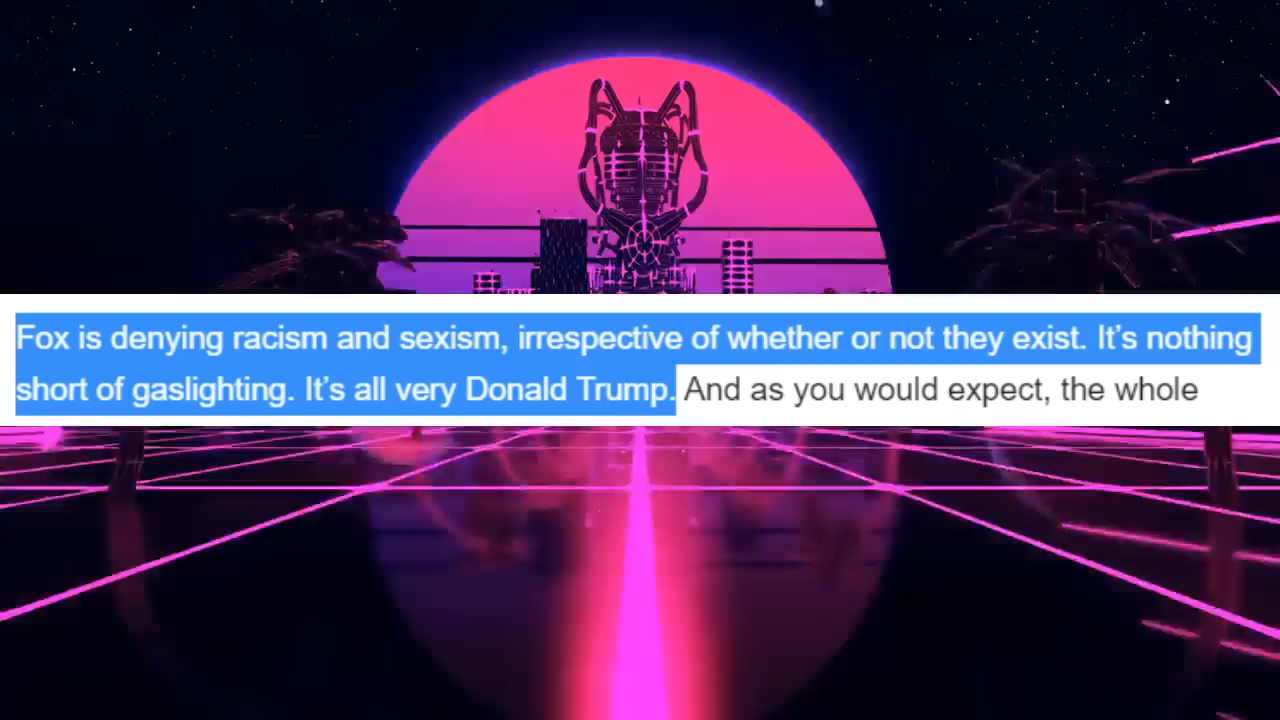 Fox is denying racism and sexism, irrespective of whether or not they exist. It’s nothing
short of gaslighting. It’s all very Donald Trump. And as you would expect, the whole